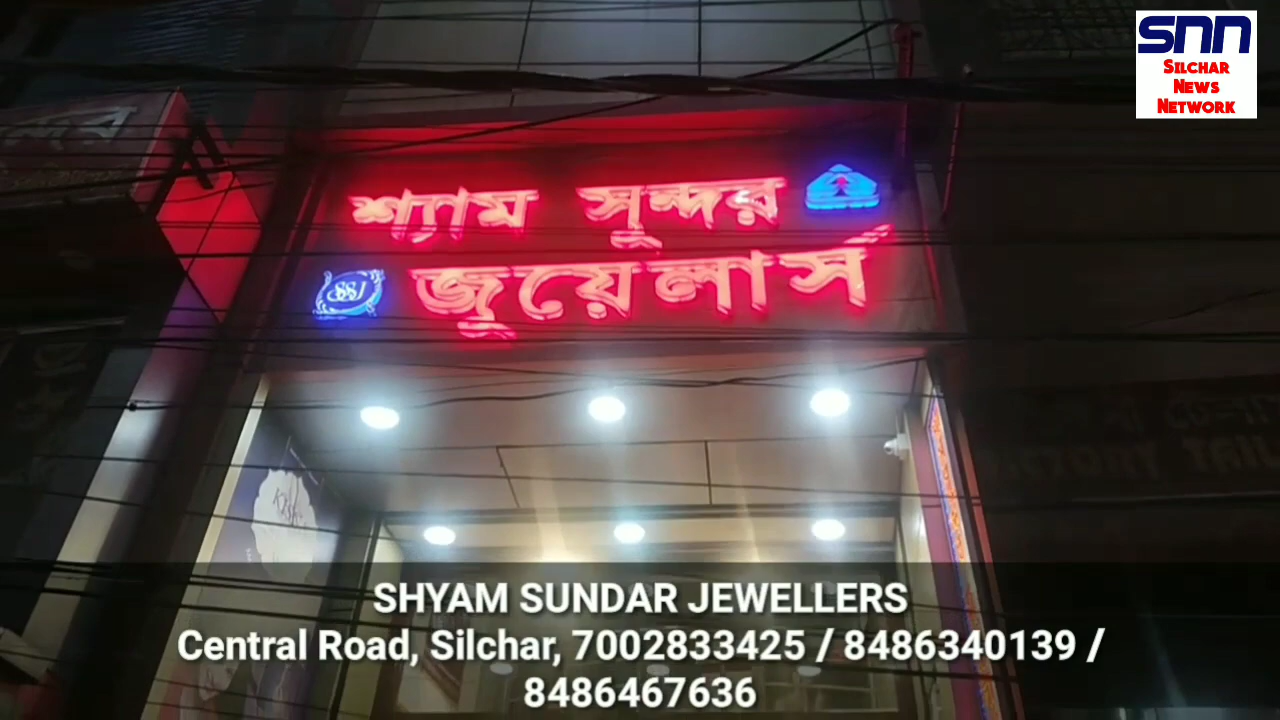 SNN
SILCHAR
NEWS
NETWORK
শ্যাম সুন্দর
SSJ
জুয়েলার্স
SHYAM SUNDAR JEWELLERS
Central Road, Silchar, 7002833425 / 8486340139 /
8486467636